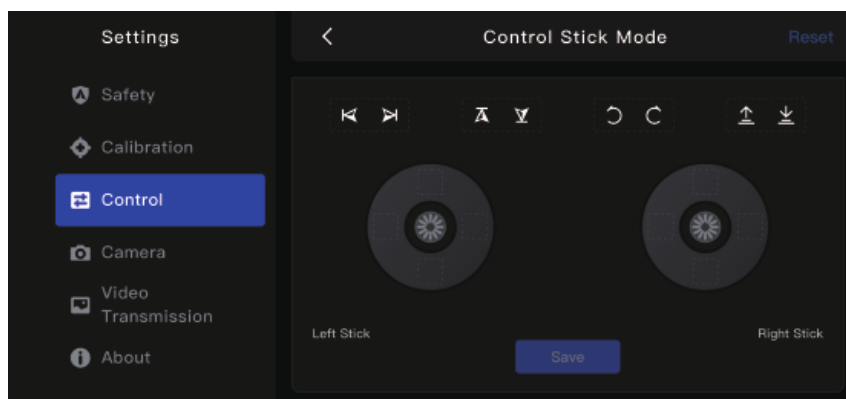 Settings
Control Stick Mode
Reset
Safety
Calibration
Control
Camera
Video
Transmission
About
Left Stick
Right Stick
Save